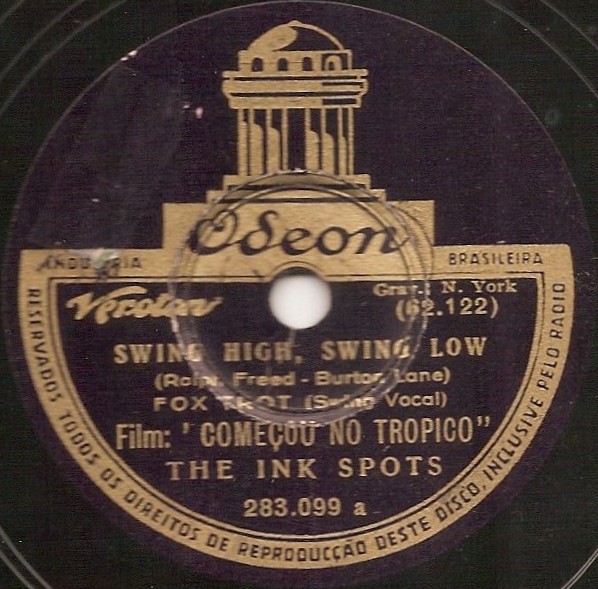 Odeon
INDUSTRIA BRASILEIRA
Veroton
Grav.: N. York
(62.122)
SWING HIGH, SWING LOW
(Ralph Freed - Burton Lane)
FOX TROT (Swing Vocal)
Film: "COMEÇOU NO TROPICO"
THE INK SPOTS
283.099 a
RESERVADOS TODOS OS DIREITOS DE REPRODUCÇÃO DESTE DISCO, INCLUSIVE PELO RADIO